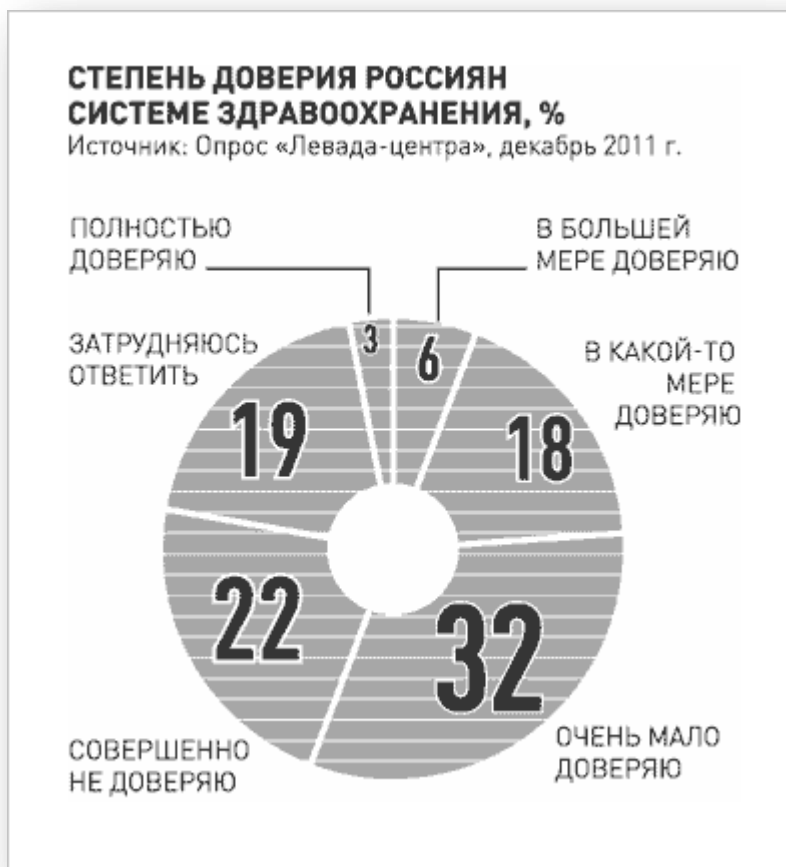 СТЕПЕНЬ ДОВЕРИЯ РОССИЯН
СИСТЕМЕ ЗДРАВООХРАНЕНИЯ, %
Источник: Опрос «Левада-центра», декабрь 2011 г.
ПОЛНОСТЬЮ
ДОВЕРЯЮ
В БОЛЬШЕЙ
МЕРЕ ДОВЕРЯЮ
ЗАТРУДНЯЮСЬ
ОТВЕТИТЬ
3
6
В КАКОЙ-ТО
МЕРЕ
ДОВЕРЯЮ
19
18
22
32
СОВЕРШЕННО
НЕ ДОВЕРЯЮ
ОЧЕНЬ МАЛО
ДОВЕРЯЮ